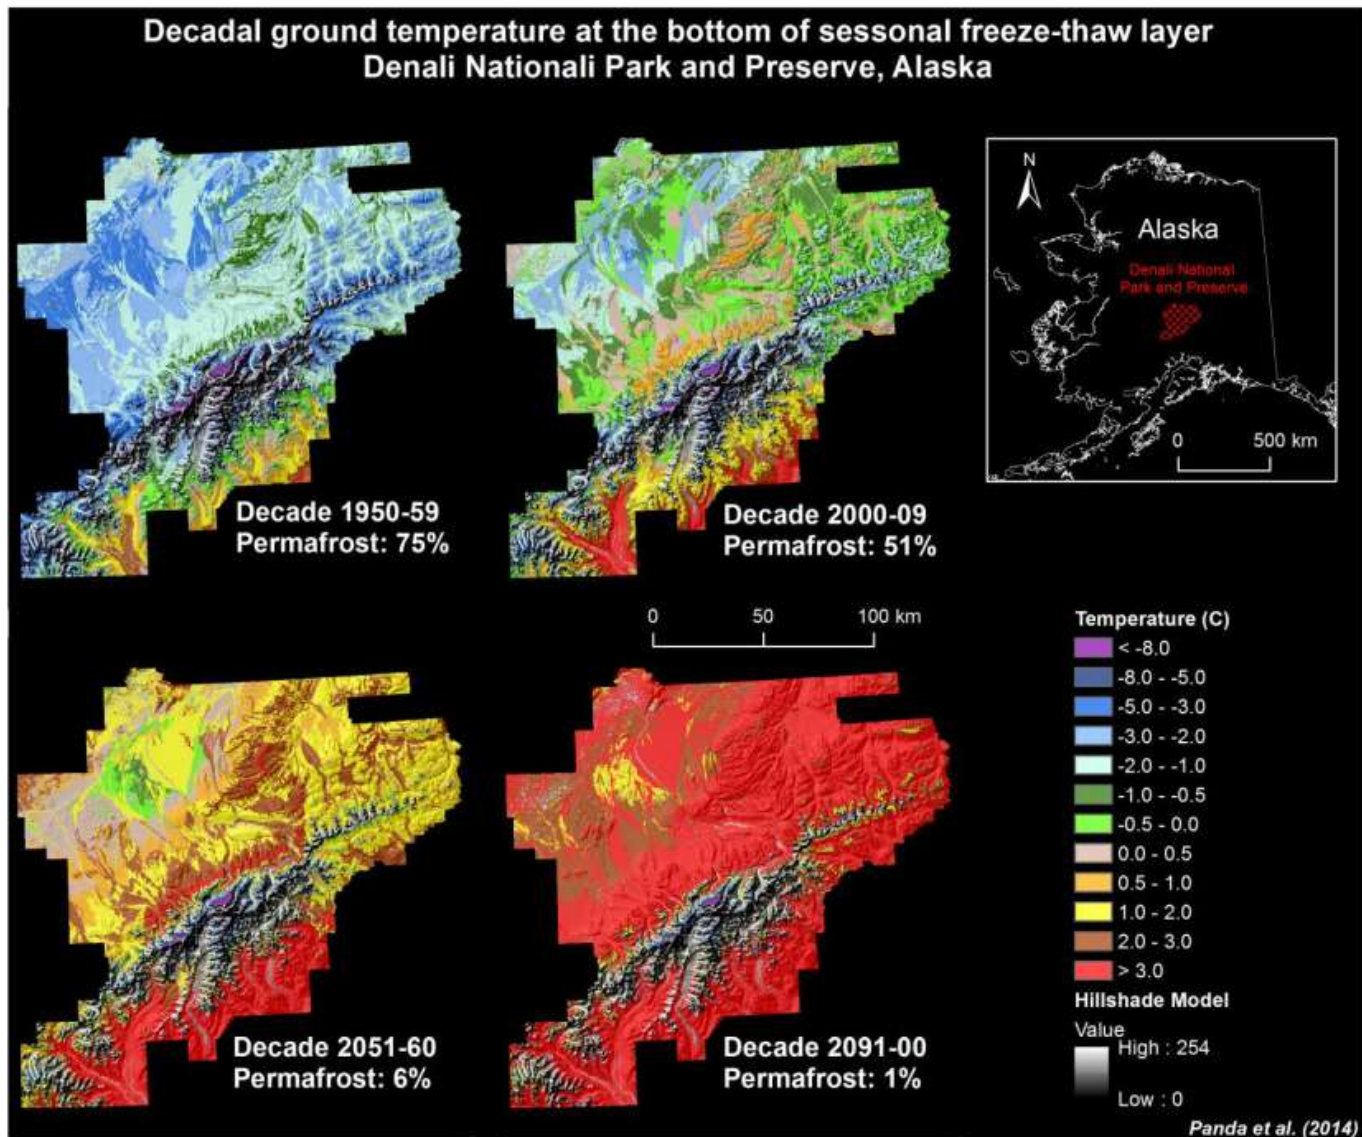 Decadal ground temperature at the bottom of sessonal freeze-thaw layer
Denali Nationali Park and Preserve, Alaska
N
Alaska
Denali National
Park and Preserve
0 500 km
Decade 1950-59
Permafrost: 75%
Decade 2000-09
Permafrost: 51%
0 50 100 km
Temperature (C)
< -8.0
-8.0 - -5.0
-5.0 - -3.0
-3.0 - -2.0
-2.0 - -1.0
-1.0 - -0.5
-0.5 - 0.0
0.0 - 0.5
0.5 - 1.0
1.0 - 2.0
2.0 - 3.0
> 3.0
Hillshade Model
Value
High : 254
Low : 0
Decade 2051-60
Permafrost: 6%
Decade 2091-00
Permafrost: 1%
Panda et al. (2014)